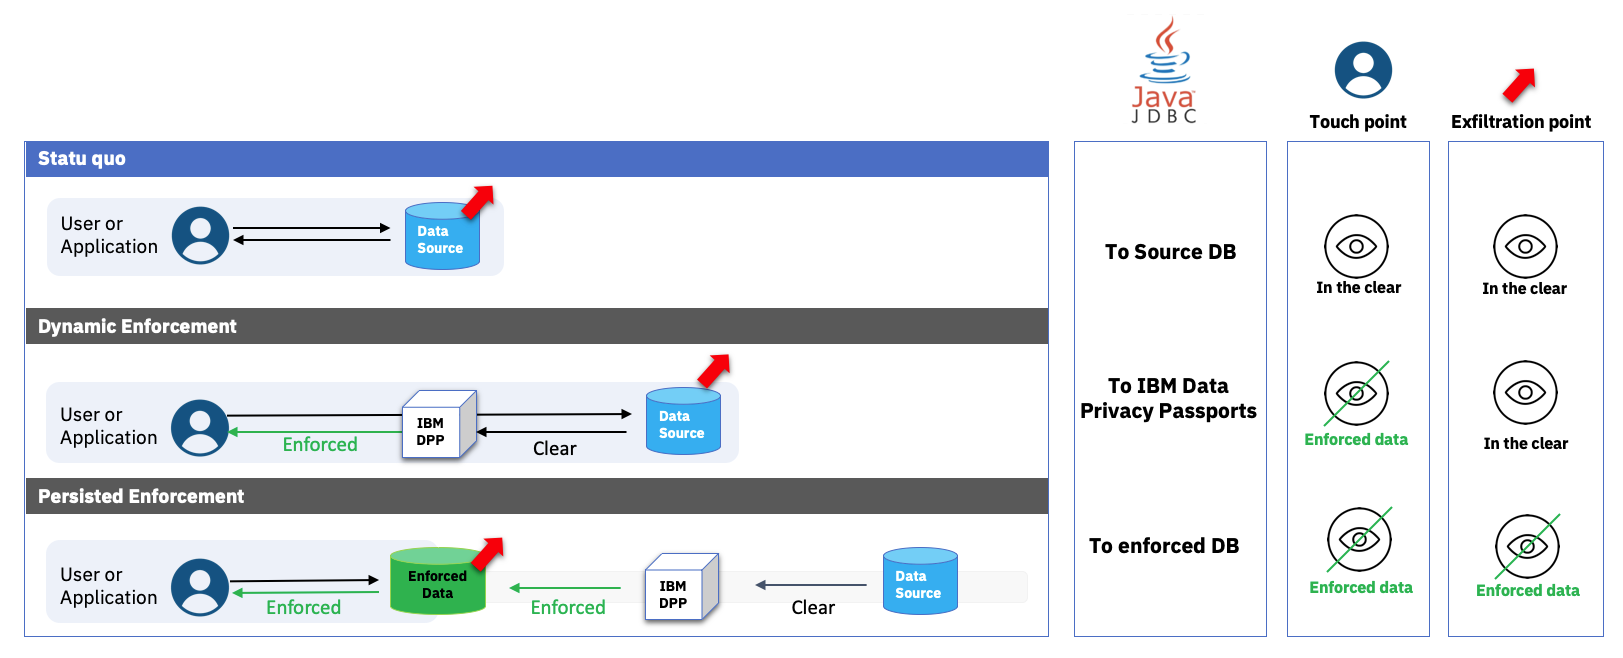 Java™
JDBC
Touch point
Exfiltration point
Statu quo
User or
Application
Data
Source
To Source DB
In the clear
In the clear
Dynamic Enforcement
User or
Application
IBM
DPP
Data
Source
Enforced
Clear
To IBM Data
Privacy Passports
Enforced data
In the clear
Persisted Enforcement
User or
Application
Enforced
Enforced
Data
Enforced
IBM
DPP
Clear
Data
Source
To enforced DB
Enforced data
Enforced data